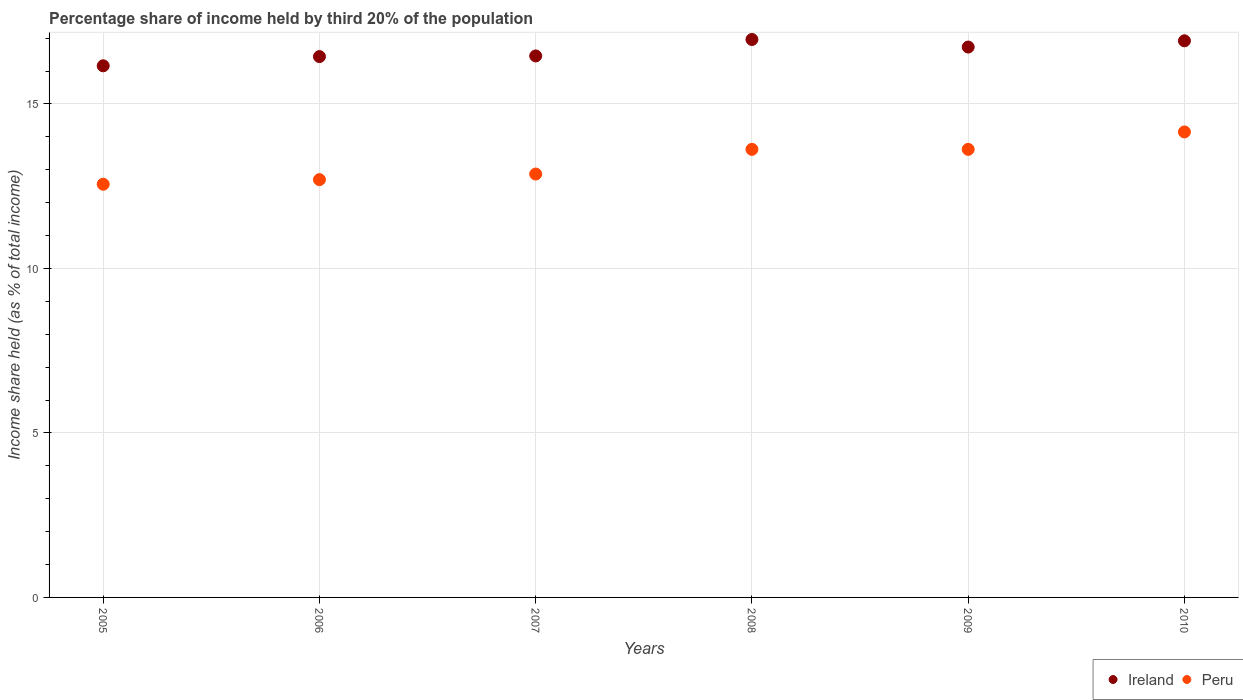 Percentage share of income held by third 20% of the population
Income share held (as % of total income)
15
10
5
0
2005
2006
2007
2008
2009
2010
Years
Ireland
Peru